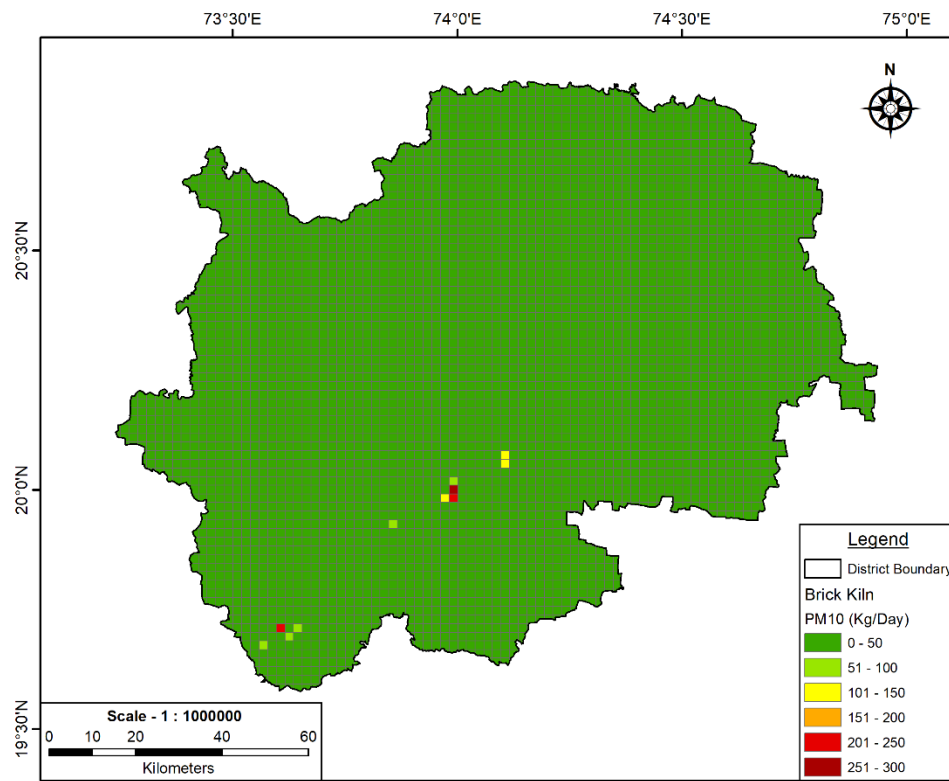 73°30'E 74°0'E 74°30'E 75°0'E
N
20°30'N
20°0'N
19°30'N
Legend
District Boundary
Brick Kiln
PM10 (Kg/Day)
0 - 50
51 - 100
101 - 150
151 - 200
201 - 250
251 - 300
Scale - 1 : 1000000
0 10 20 40 60
Kilometers